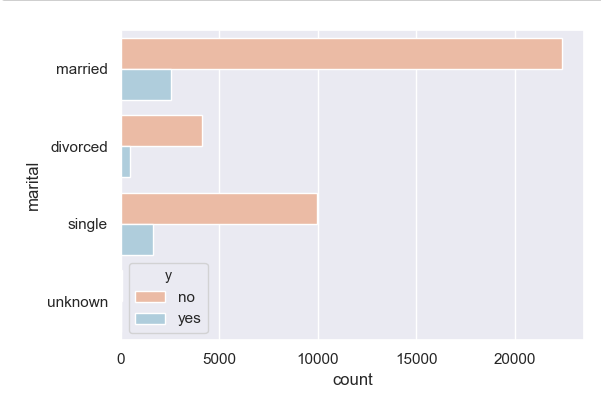 married
divorced
single
unknown
marital
y
no
yes
0 5000 10000 15000 20000
count